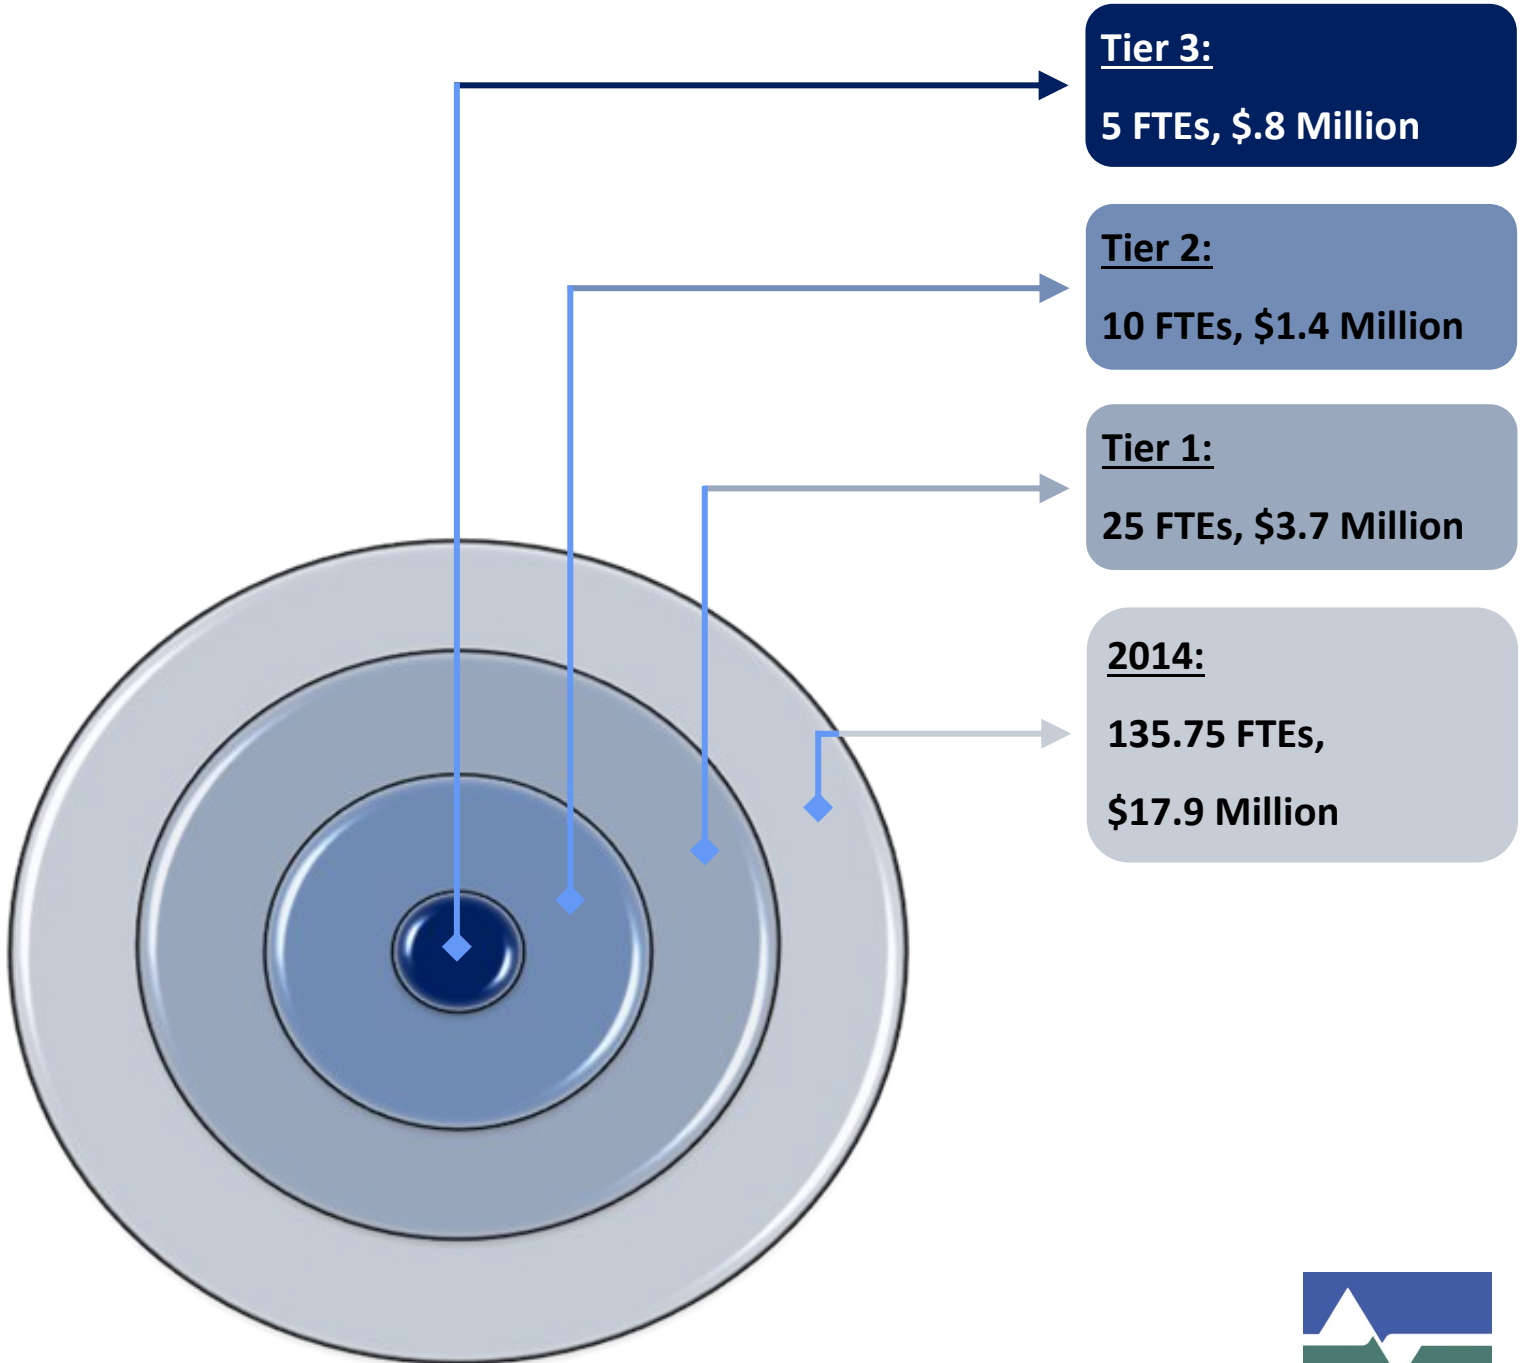 Tier 3:
5 FTEs, $.8 Million
Tier 2:
10 FTEs, $1.4 Million
Tier 1:
25 FTEs, $3.7 Million
2014:
135.75 FTEs,
$17.9 Million